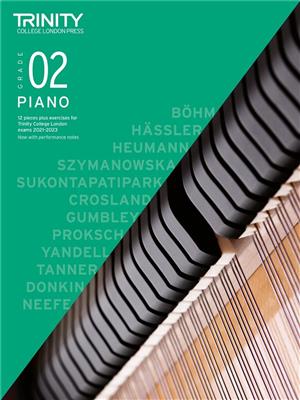 TRINITY
COLLEGE LONDON PRESS
GRADE
02
PIANO
12 pieces plus exercises for
Trinity College London
exams 2021-2023
Now with performance notes
BÖHM
HÄSSLER
HEUMANN
SZYMANOWSKA
SUKONTAPATIPARK
CROSLAND
GUMBLEY
PROKSCH
YANDELL
TANNER
DONKIN
NEEFE